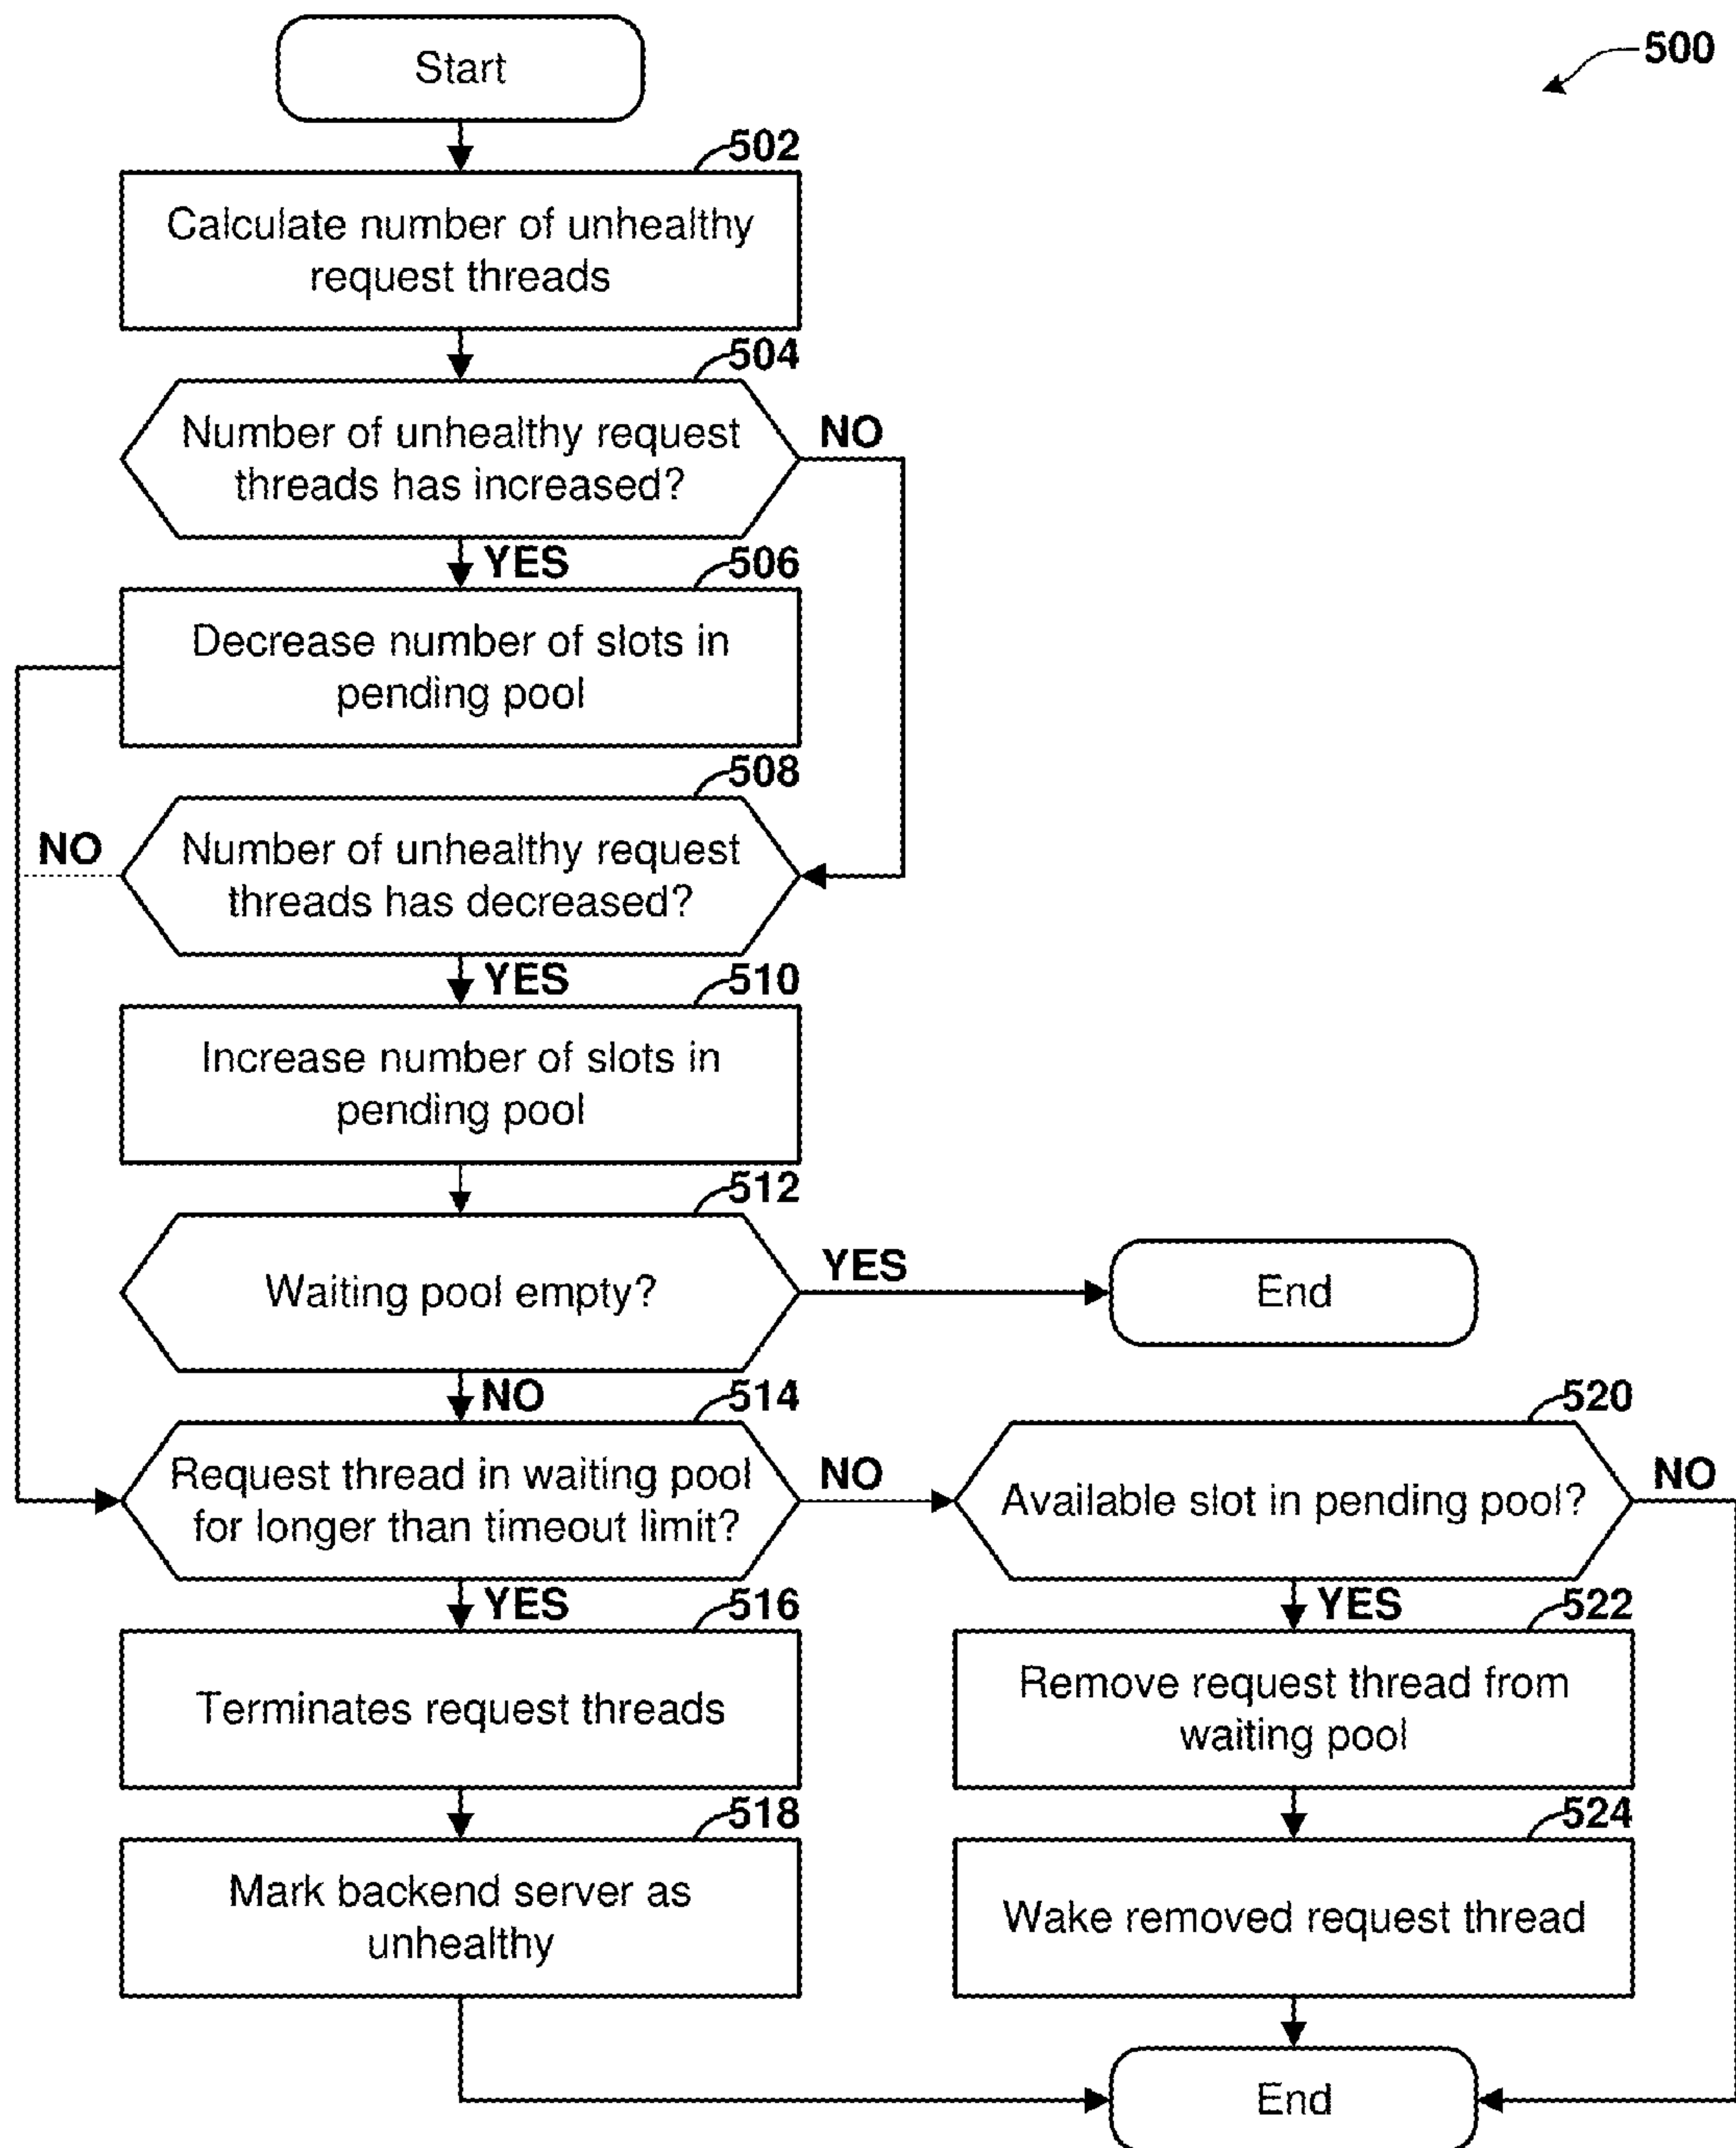 Start
500
502
Calculate number of unhealthy
request threads
504
Number of unhealthy request
threads has increased?
NO
YES
506
Decrease number of slots in
pending pool
508
NO
Number of unhealthy request
threads has decreased?
YES
510
Increase number of slots in
pending pool
512
Waiting pool empty?
YES
End
NO
514
520
Request thread in waiting pool
for longer than timeout limit?
NO
Available slot in pending pool?
NO
YES
516
YES
522
Terminates request threads
Remove request thread from
waiting pool
518
524
Mark backend server as
unhealthy
Wake removed request thread
End